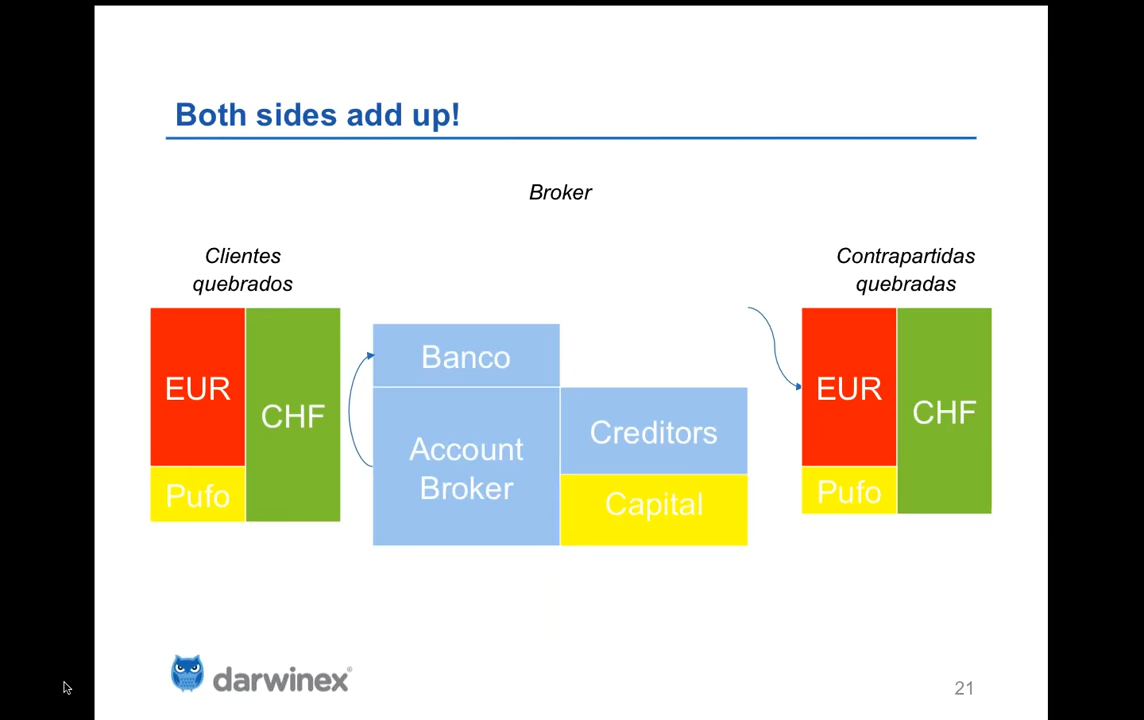 Both sides add up!
Broker
Clientes
quebrados
Contrapartidas
quebradas
EUR
CHF
Pufo
Banco
Account
Broker
Creditors
Capital
EUR
CHF
Pufo
darwinex®
21